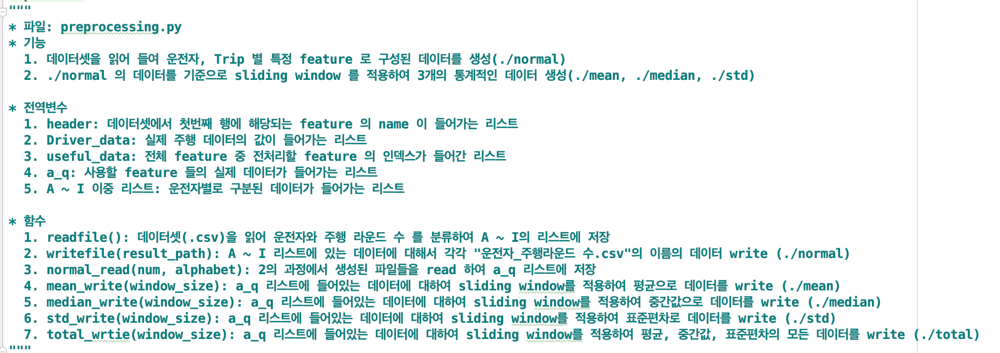 """
* 파일: preprocessing.py
* 기능
  1. 데이터셋을 읽어 들여 운전자, Trip 별 특정 feature 로 구성된 데이터를 생성(./normal)
  2. ./normal 의 데이터를 기준으로 sliding window 를 적용하여 3개의 통계적인 데이터 생성(./mean, ./median, ./std)

* 전역변수
  1. header: 데이터셋에서 첫번째 행에 해당되는 feature 의 name 이 들어가는 리스트
  2. Driver_data: 실제 주행 데이터의 값이 들어가는 리스트
  3. useful_data: 전체 feature 중 전처리할 feature 의 인덱스가 들어간 리스트
  4. a_q: 사용할 feature 들의 실제 데이터가 들어가는 리스트
  5. A ~ I 이중 리스트: 운전자별로 구분된 데이터가 들어가는 리스트

* 함수
  1. readfile(): 데이터셋(.csv)을 읽어 운전자와 주행 라운드 수 를 분류하여 A ~ I의 리스트에 저장
  2. writefile(result_path): A ~ I 리스트에 있는 데이터에 대해서 각각 "운전자_주행라운드 수.csv"의 이름의 데이터 write (./normal)
  3. normal_read(num, alphabet): 2의 과정에서 생성된 파일들을 read 하여 a_q 리스트에 저장
  4. mean_write(window_size): a_q 리스트에 들어있는 데이터에 대하여 sliding window를 적용하여 평균으로 데이터를 write (./mean)
  5. median_write(window_size): a_q 리스트에 들어있는 데이터에 대하여 sliding window를 적용하여 중간값으로 데이터를 write (./median)
  6. std_write(window_size): a_q 리스트에 들어있는 데이터에 대하여 sliding window를 적용하여 표준편차로 데이터를 write (./std)
  7. total_wrtie(window_size): a_q 리스트에 들어있는 데이터에 대하여 sliding window를 적용하여 평균, 중간값, 표준편차의 모든 데이터를 write (./total)
"""